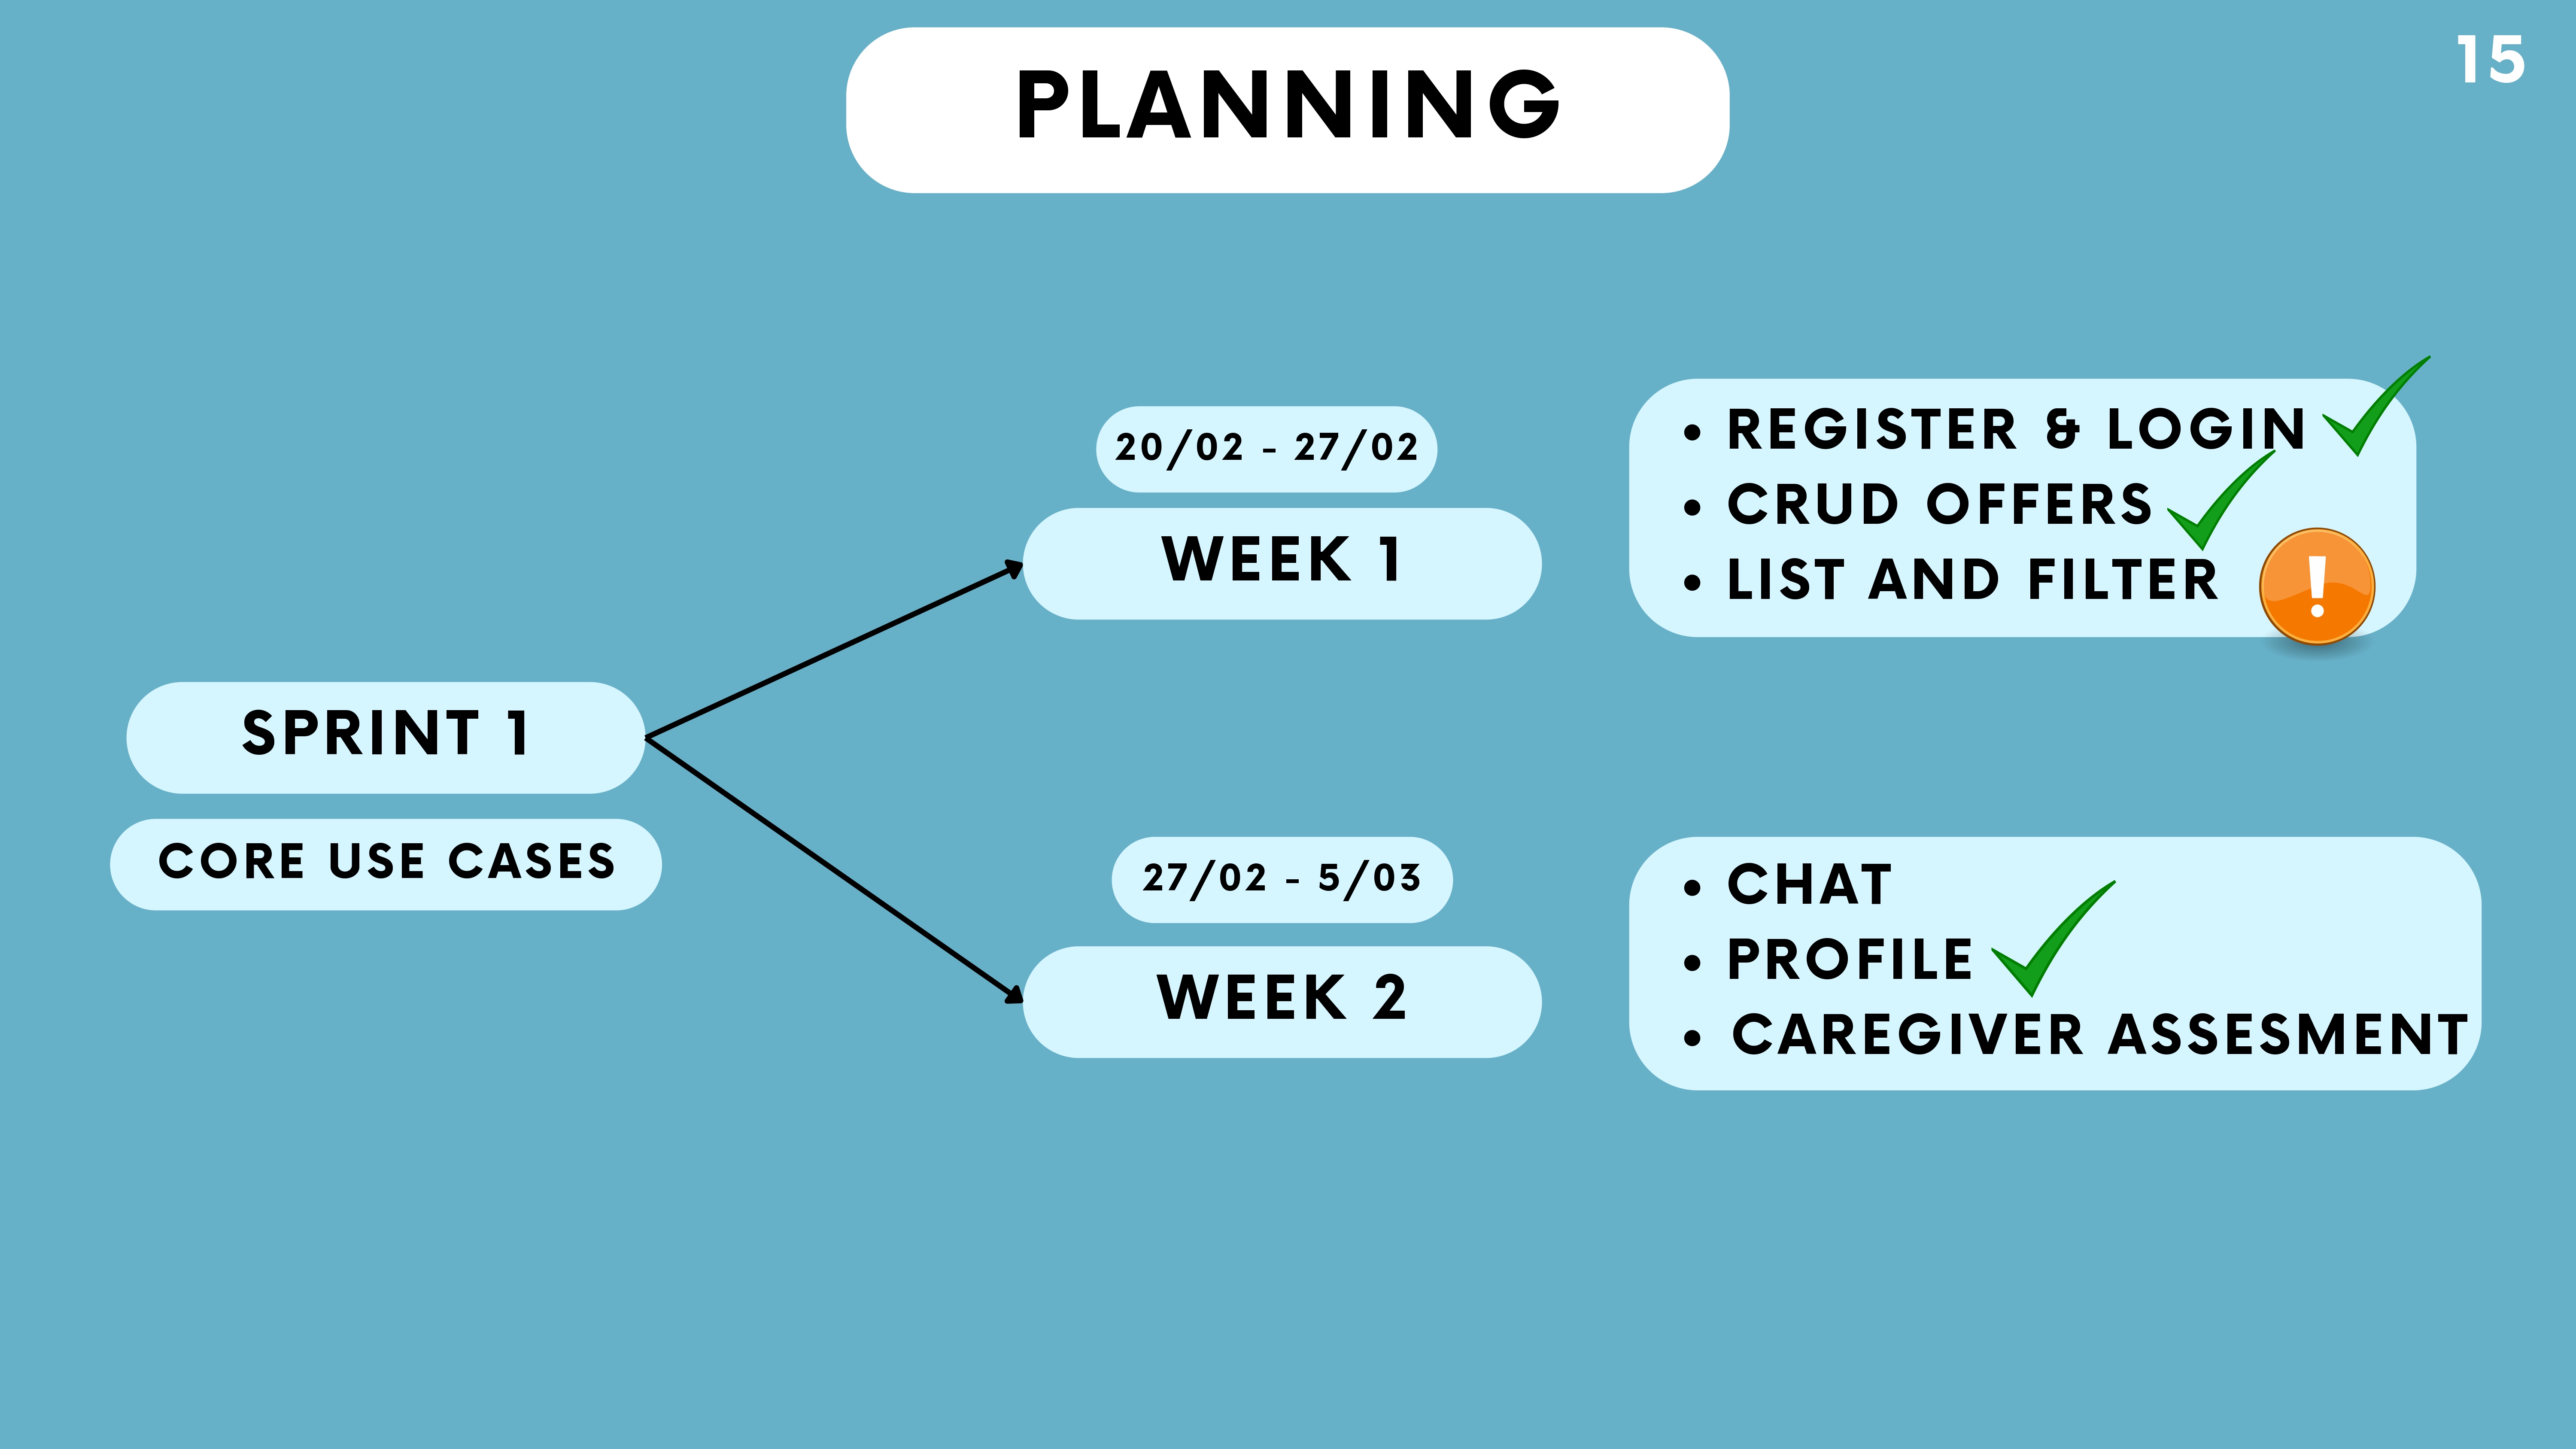 PLANNING
15
SPRINT 1
CORE USE CASES
20/02 - 27/02
WEEK 1
• REGISTER & LOGIN
• CRUD OFFERS
• LIST AND FILTER
!
27/02 - 5/03
WEEK 2
• CHAT
• PROFILE
• CAREGIVER ASSESMENT